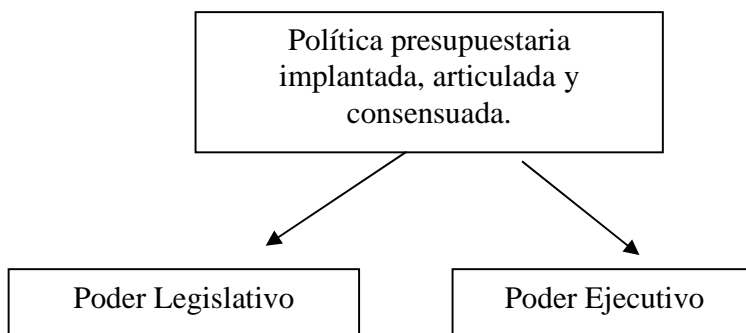 Política presupuestaria
implantada, articulada y
consensuada.
Poder Legislativo
Poder Ejecutivo